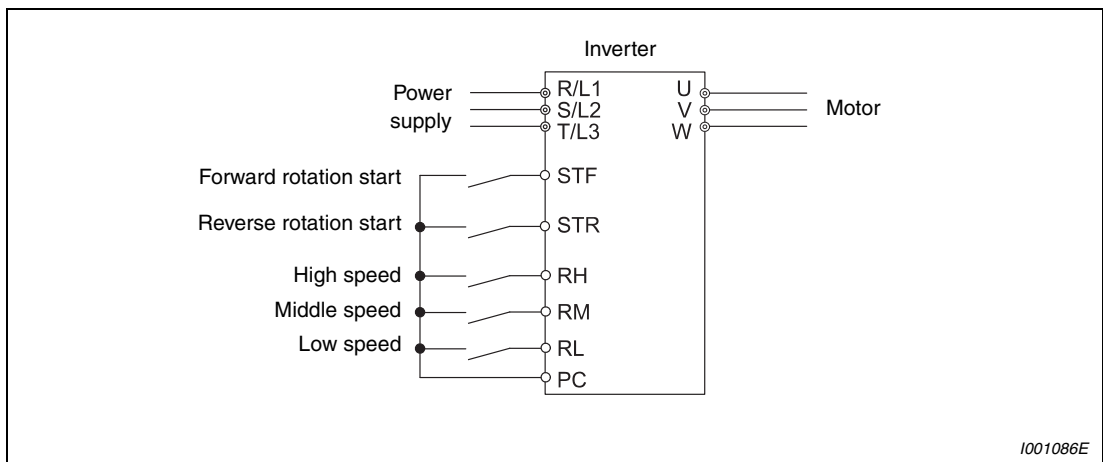 Inverter
Power
supply
R/L1
S/L2
T/L3
U
V
W
Motor
Forward rotation start
STF
Reverse rotation start
STR
High speed
RH
Middle speed
RM
Low speed
RL
PC
I001086E